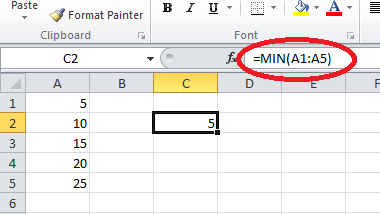 Paste
Format Painter
B I U A
Clipboard Font
C2 fx =MIN(A1:A5)
A B C D E F
1 5
2 10 5
3 15
4 20
5 25